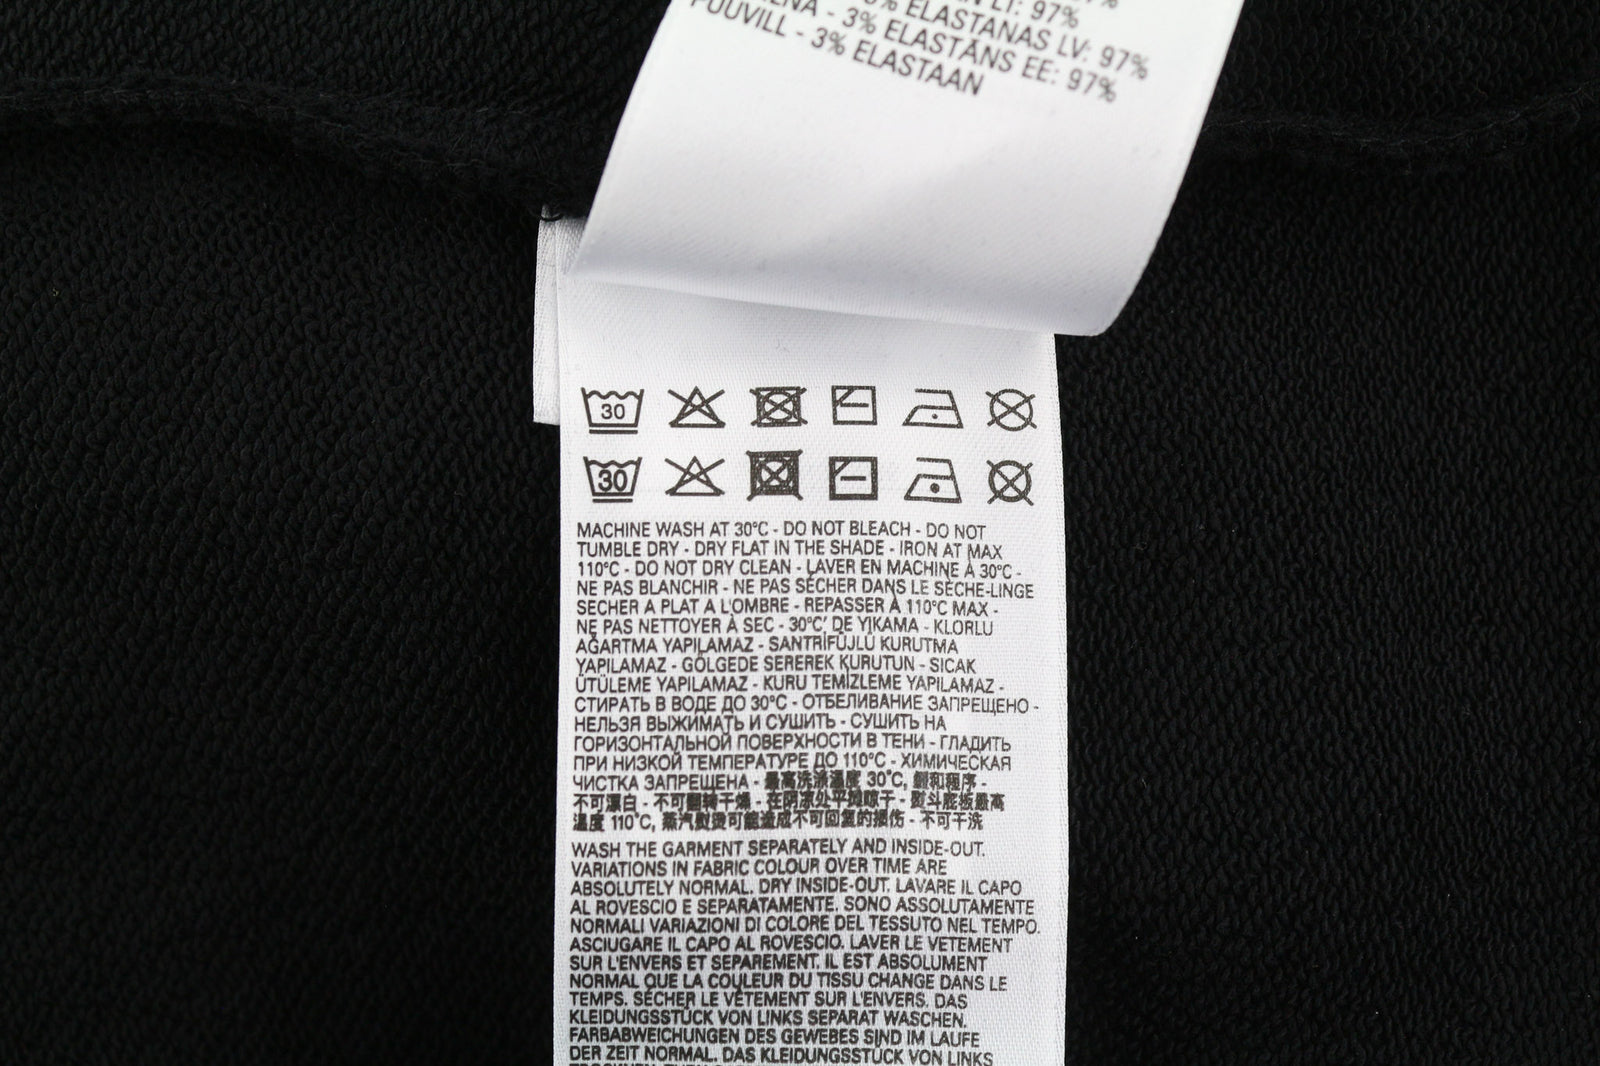 97%
3% ELASTANAS LV: 97%
- 3% ELASTĀNS EE: 97%
PUUVILL - 3% ELASTAAN
30
30
MACHINE WASH AT 30°C - DO NOT BLEACH - DO NOT
TUMBLE DRY - DRY FLAT IN THE SHADE - IRON AT MAX
110°C - DO NOT DRY CLEAN - LAVER EN MACHINE À 30°C -
NE PAS BLANCHIR - NE PAS SÉCHER DANS LE SÈCHE-LINGE
SECHER A PLAT A L'OMBRE - REPASSER À 110°C MAX -
NE PAS NETTOYER À SEC - 30°C' DE YIKAMA - KLORLU
AĞARTMA YAPILAMAZ - SANTRİFÜJLÜ KURUTMA
YAPILAMAZ - GÖLGEDE SEREREK KURUTUN - SICAK
ÜTÜLEME YAPILAMAZ - KURU TEMİZLEME YAPILAMAZ -
СТИРАТЬ В ВОДЕ ДО 30°C - ОТБЕЛИВАНИЕ ЗАПРЕЩЕНО -
НЕЛЬЗЯ ВЫЖИМАТЬ И СУШИТЬ - СУШИТЬ НА
ГОРИЗОНТАЛЬНОЙ ПОВЕРХНОСТИ В ТЕНИ - ГЛАДИТЬ
ПРИ НИЗКОЙ ТЕМПЕРАТУРЕ ДО 110°C - ХИМИЧЕСКАЯ
ЧИСТКА ЗАПРЕЩЕНА - 最高洗涤温度 30°C, 缓和程序 -
不可漂白 - 不可翻转干燥 - 在阴凉处平摊晾干 - 熨斗底板最高
温度 110°C, 蒸汽熨烫可能造成不可回复的损伤 - 不可干洗
WASH THE GARMENT SEPARATELY AND INSIDE-OUT.
VARIATIONS IN FABRIC COLOUR OVER TIME ARE
ABSOLUTELY NORMAL. DRY INSIDE-OUT. LAVARE IL CAPO
AL ROVESCIO E SEPARATAMENTE. SONO ASSOLUTAMENTE
NORMALI VARIAZIONI DI COLORE DEL TESSUTO NEL TEMPO.
ASCIUGARE IL CAPO AL ROVESCIO. LAVER LE VETEMENT
SUR L'ENVERS ET SEPAREMENT. IL EST ABSOLUMENT
NORMAL QUE LA COULEUR DU TISSU CHANGE DANS LE
TEMPS. SÉCHER LE VÊTEMENT SUR L'ENVERS. DAS
KLEIDUNGSSTÜCK VON LINKS SEPARAT WASCHEN.
FARBABWEICHUNGEN DES GEWEBES SIND IM LAUFE
DER ZEIT NORMAL. DAS KLEIDUNGSSTÜCK VON LINKS